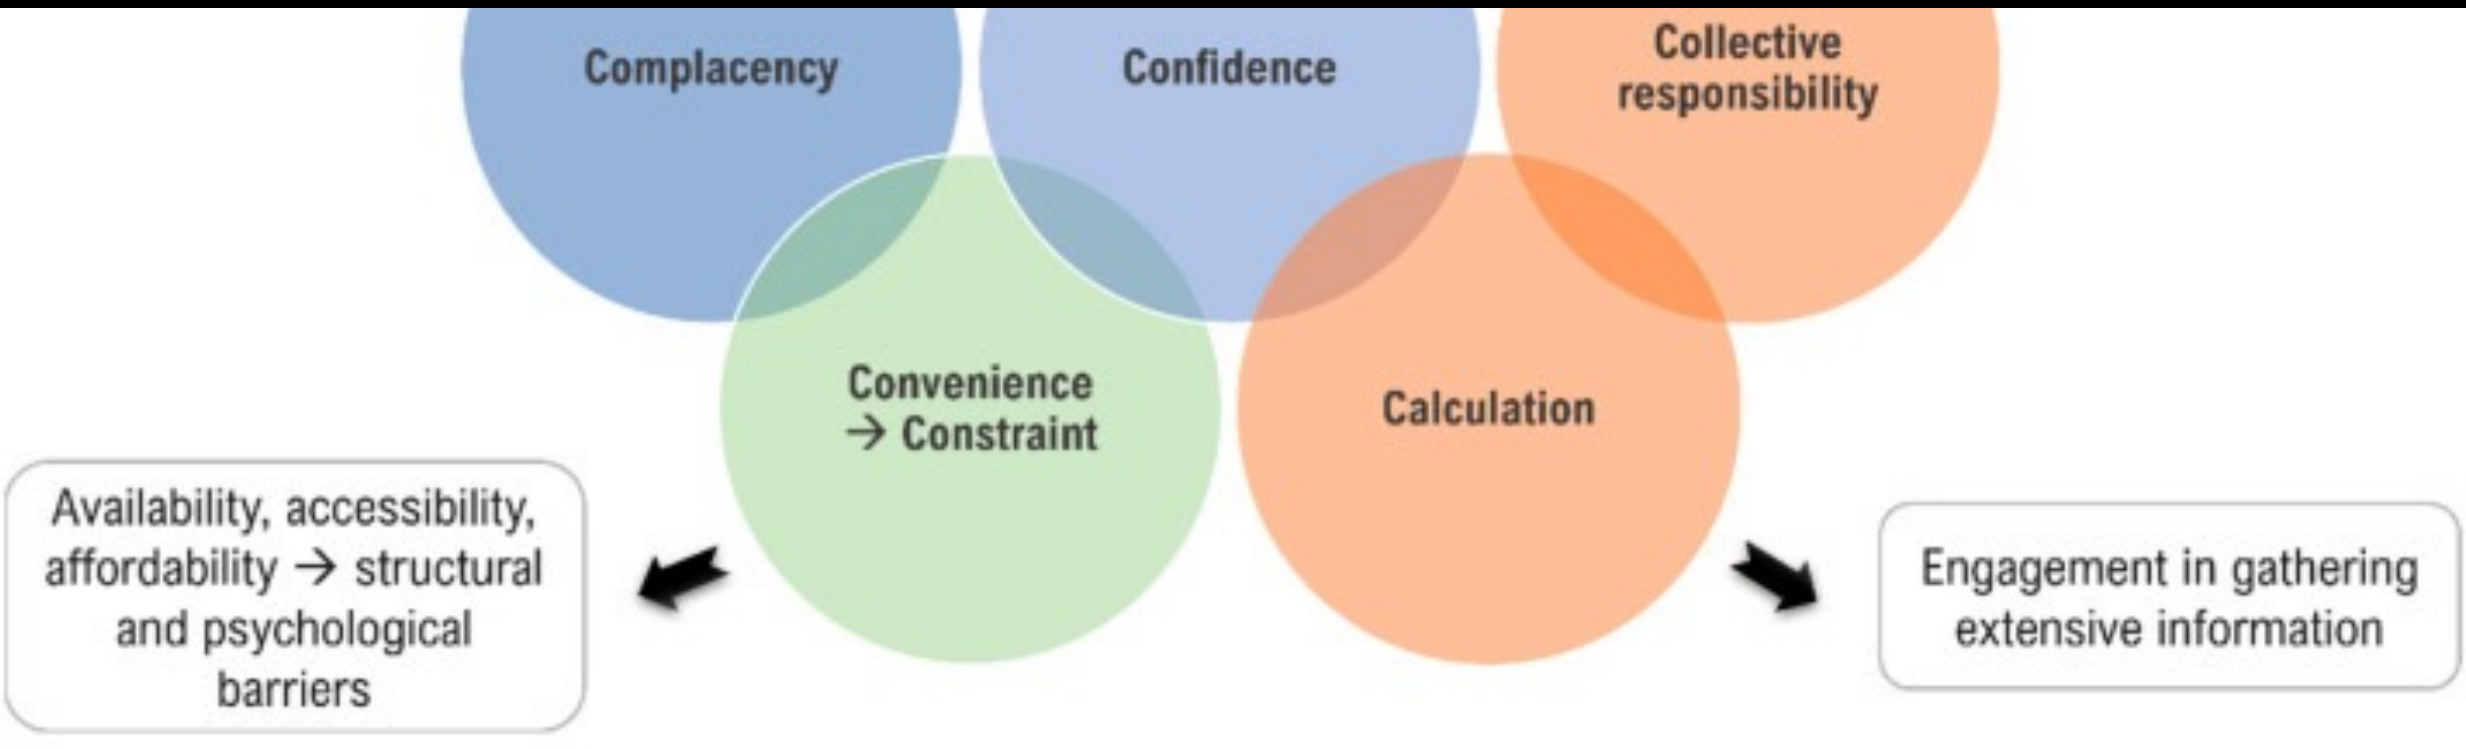 Complacency
Confidence
Collective
responsibility
Convenience
→ Constraint
Calculation
Availability, accessibility,
affordability → structural
and psychological
barriers
Engagement in gathering
extensive information